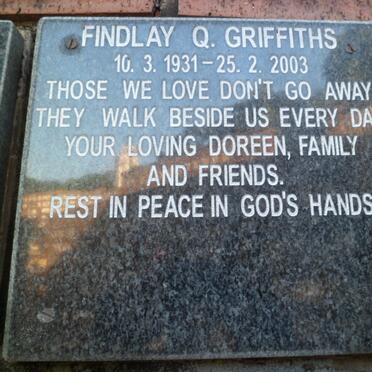 FINDLAY Q. GRIFFITHS
10. 3. 1931 - 25. 2. 2003
THOSE WE LOVE DON'T GO AWAY
THEY WALK BESIDE US EVERY DA
YOUR LOVING DOREEN, FAMILY
AND FRIENDS.
REST IN PEACE IN GOD'S HANDS